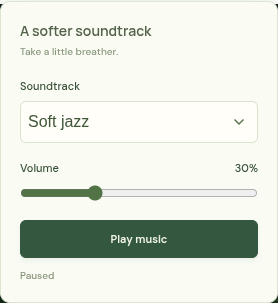 A softer soundtrack
Take a little breather.
Soundtrack
Soft jazz
Volume 30%
Play music
Paused